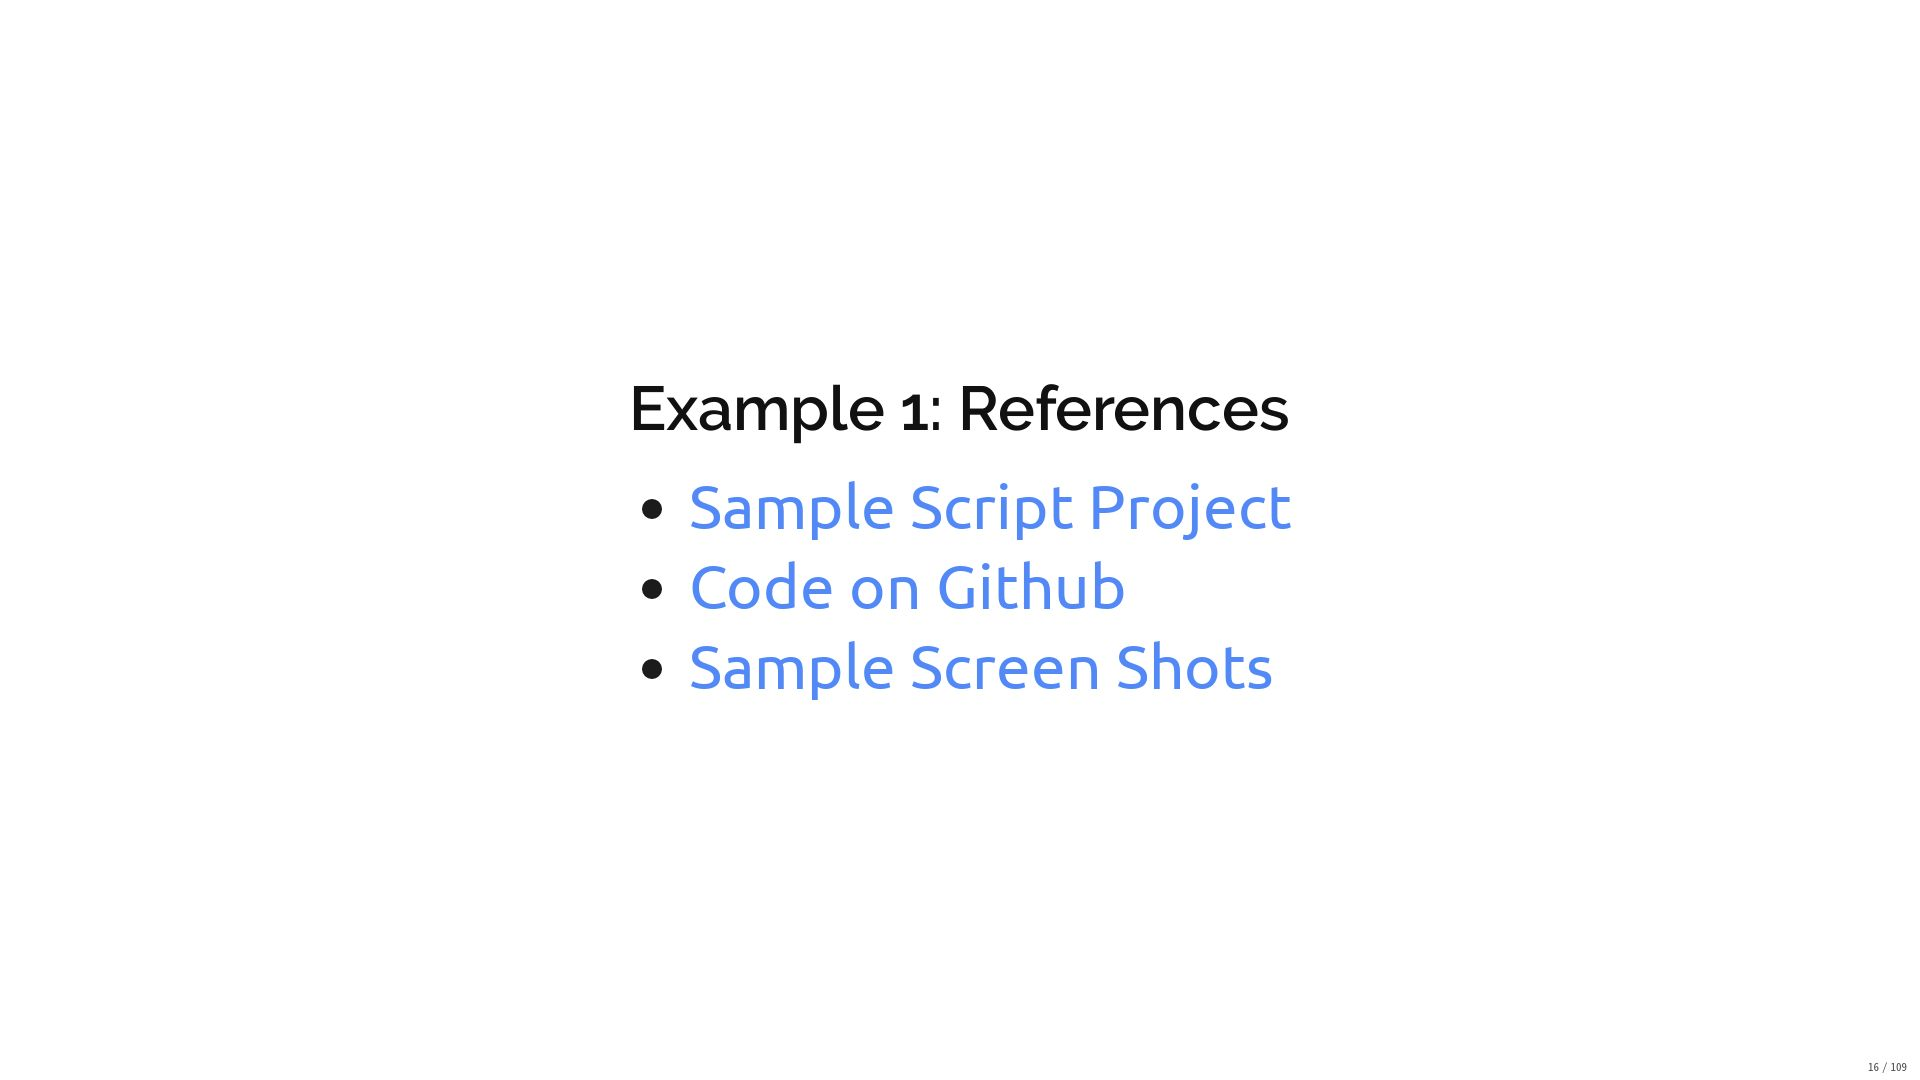 Example 1: References
Sample Script Project
Code on Github
Sample Screen Shots
16 / 109